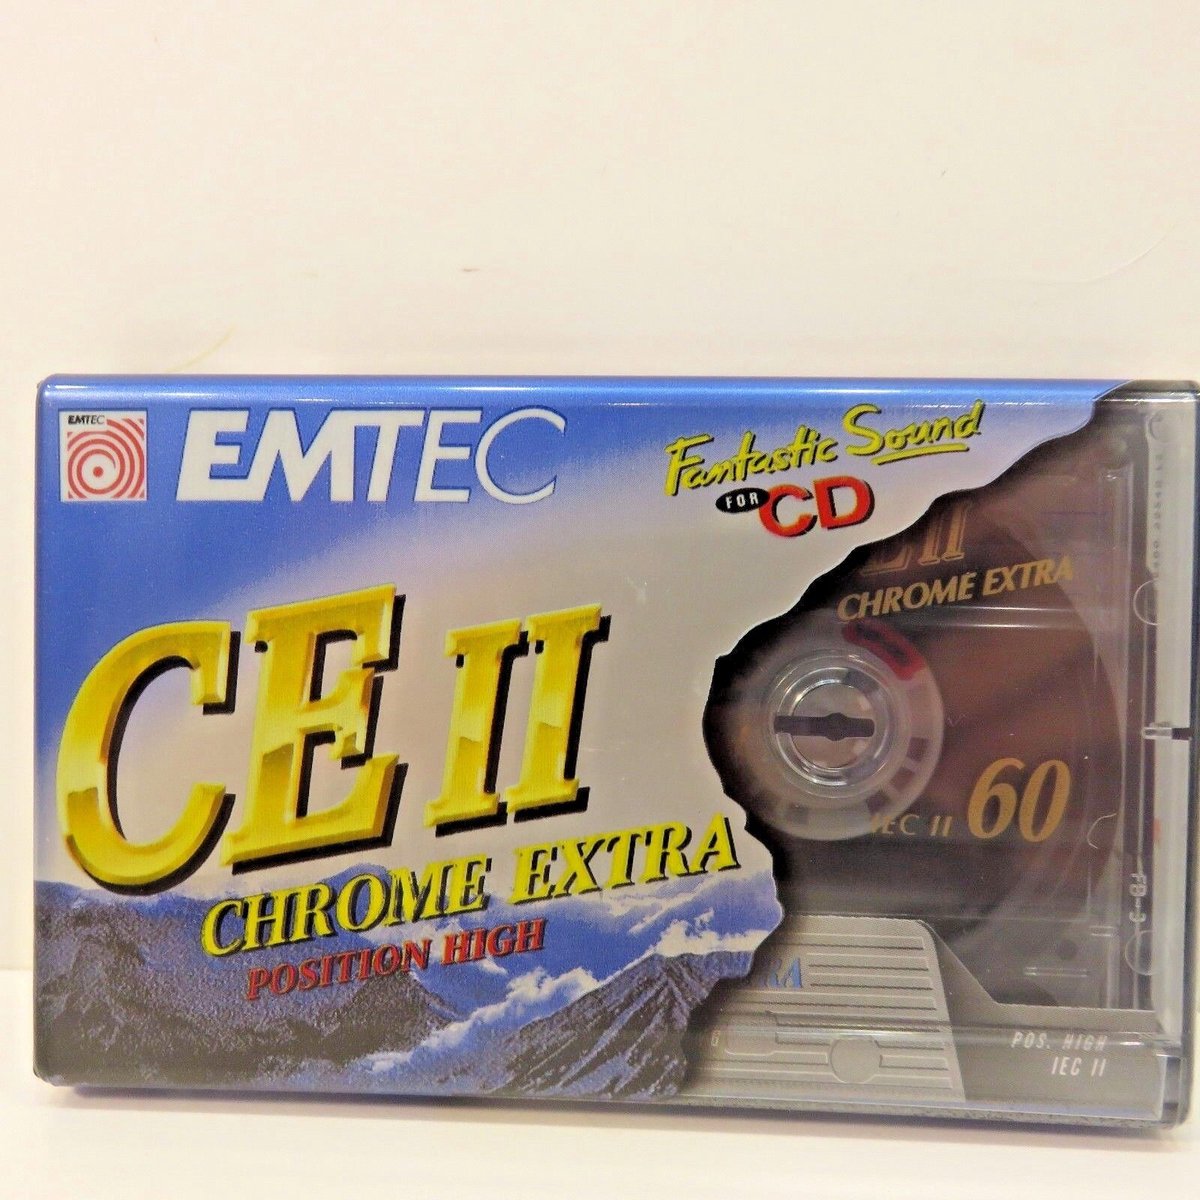 EMTEC
EMTEC
Fantastic Sound
FOR CD
CE II
CHROME EXTRA
POSITION HIGH
E II
CHROME EXTRA
60
IEC II
POS. HIGH
IEC II